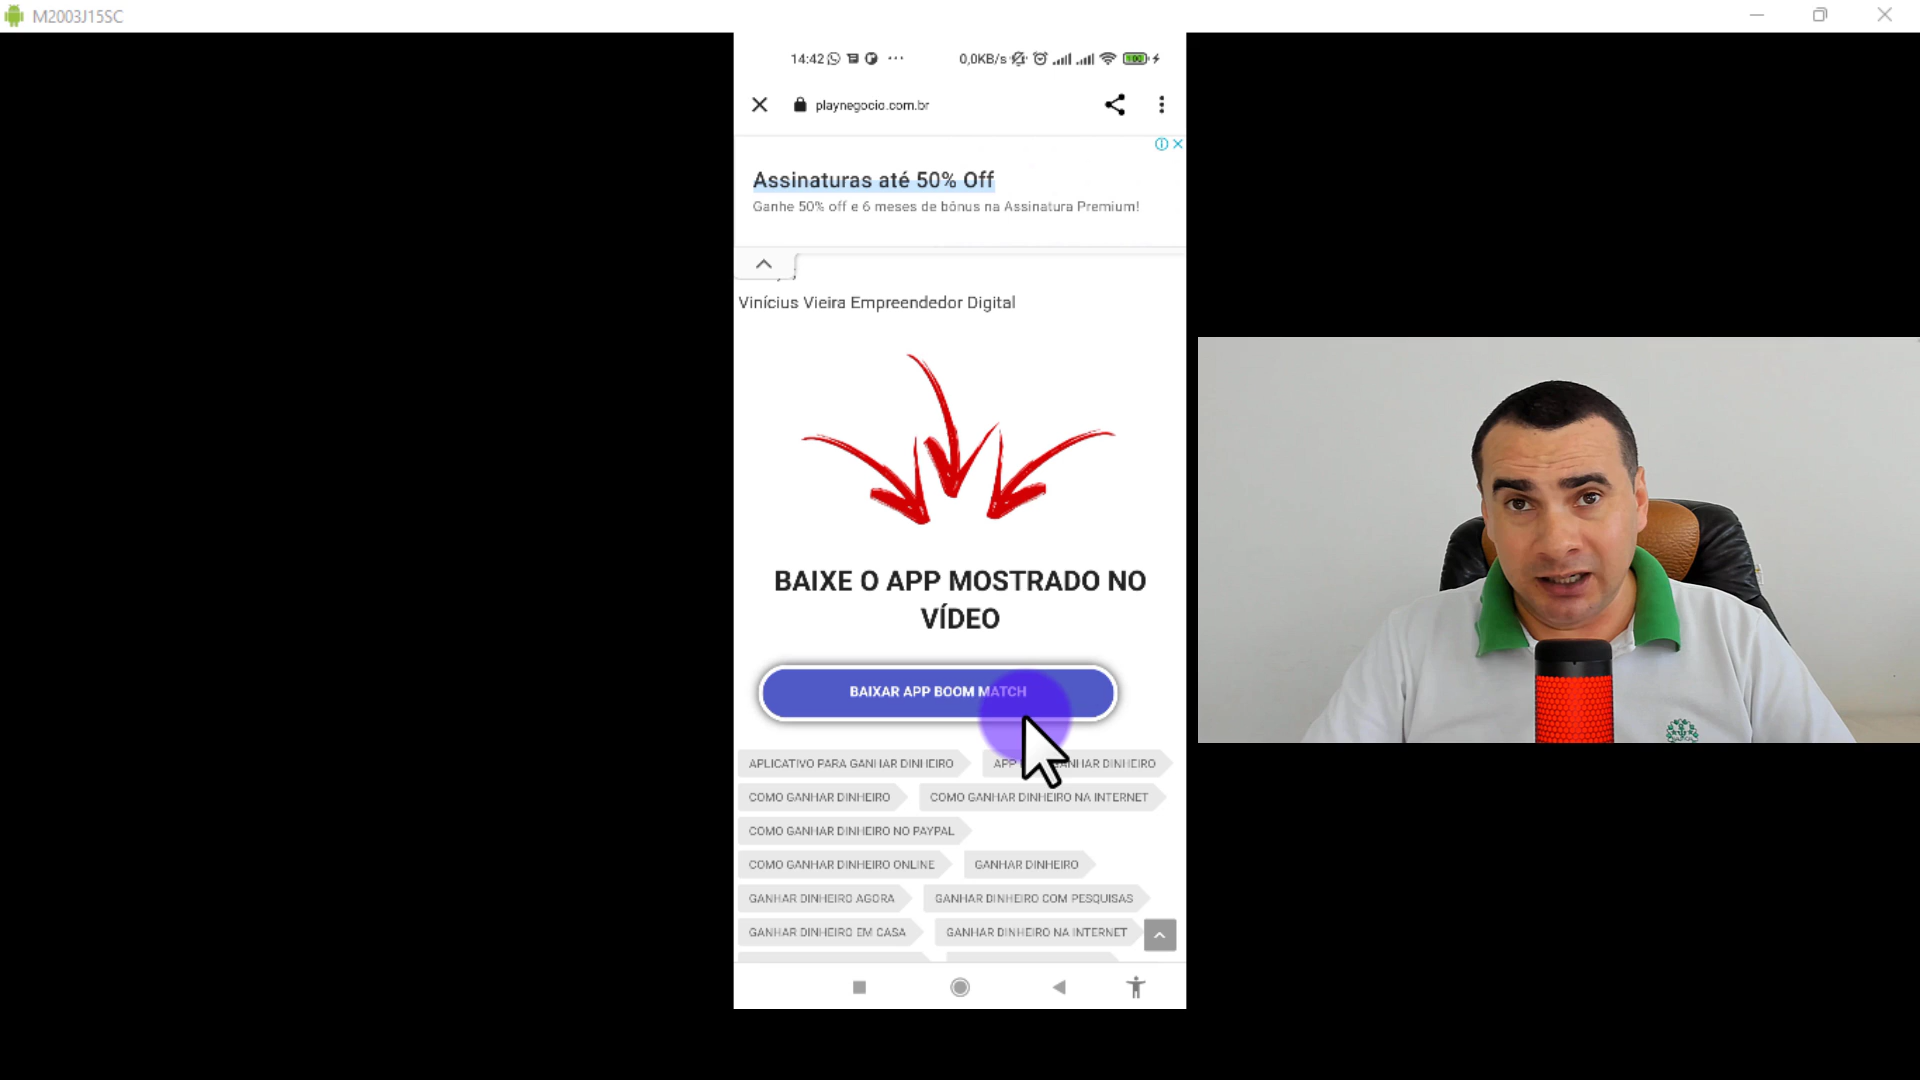 M2003J15SC
14:42
0,0KB/s
playnegocio.com.br
Assinaturas até 50% Off
Ganhe 50% off e 6 meses de bônus na Assinatura Premium!
Vinícius Vieira Empreendedor Digital
BAIXE O APP MOSTRADO NO
VÍDEO
BAIXAR APP BOOM MATCH
APLICATIVO PARA GANHAR DINHEIRO
APP GANHAR DINHEIRO
COMO GANHAR DINHEIRO
COMO GANHAR DINHEIRO NA INTERNET
COMO GANHAR DINHEIRO NO PAYPAL
COMO GANHAR DINHEIRO ONLINE
GANHAR DINHEIRO
GANHAR DINHEIRO AGORA
GANHAR DINHEIRO COM PESQUISAS
GANHAR DINHEIRO EM CASA
GANHAR DINHEIRO NA INTERNET